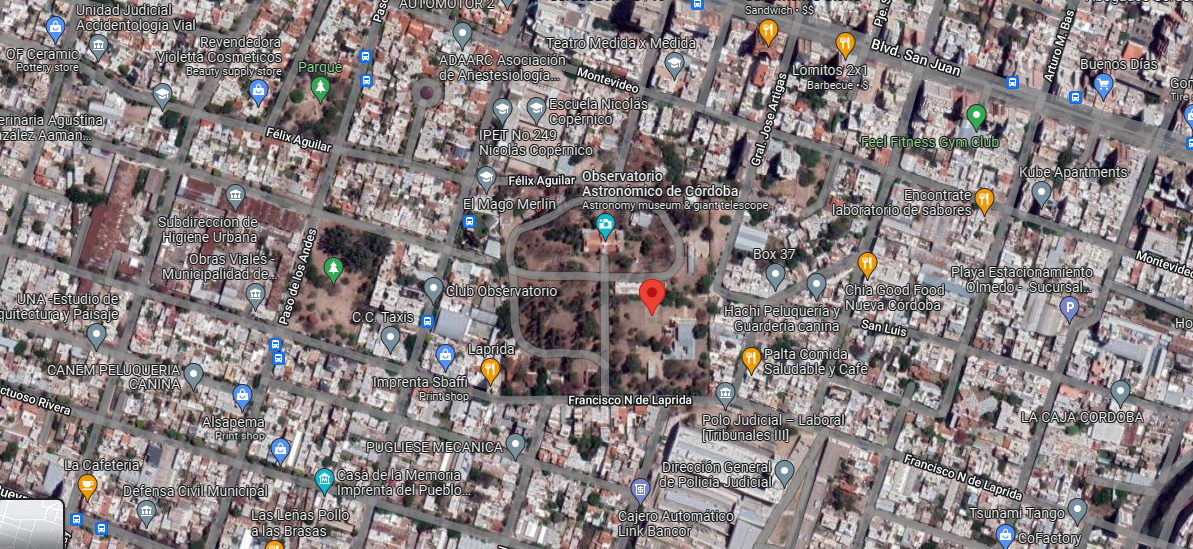 Unidad Judicial
Accidentología Vial
AUTOMOTOR 2
Sandwich • $$
OF Ceramic
Pottery store
Revendedora
Violetta Cosmeticos
Beauty supply store
Parque
ADAARC Asociación
de Anestesiología...
Teatro Medida x Medida
Montevideo
Lomitos 2x1
Barbecue • $
Blvd. San Juan
Arturo M. Bas
Buenos Días
Gral. Jose Artigas
Escuela Nicolás
Copérnico
IPET No 249
Nicolás Copérnico
Félix Aguilar
Feel Fitness Gym Club
Félix Aguilar
Observatorio
Astronómico de Córdoba
Astronomy museum & giant telescope
El Mago Merlín
Kube Apartments
Encontrate
laboratorio de sabores
Subdireccion de
Higiene Urbana
Paso de los Andes
Obras Viales -
Municipalidad de...
Box 37
Montevideo
Club Observatorio
Chia Good Food
Nueva Córdoba
Playa Estacionamiento
Olmedo - Sucursal...
UNA -Estudio de
quitectura y Paisaje
C.C. Taxis
Hachi Peluquería y
Guardería canina
San Luis
Laprida
Palta Comida
Saludable y Cafe
CANEM PELUQUERIA
CANINA
Imprenta Sbaffi
Print shop
Francisco N de Laprida
ctuoso Rivera
Alsapema
Print shop
Polo Judicial – Laboral
[Tribunales III]
LA CAJA CORDOBA
PUGLIESE MECANICA
La Cafetería
Casa de la Memoria
Imprenta del Pueblo...
Dirección General
de Policía Judicial
Francisco N de Laprida
Defensa Civil Municipal
Las Leñas Pollo
a las Brasas
Cajero Automático
Link Bancor
Tsunami Tango
CoFactory